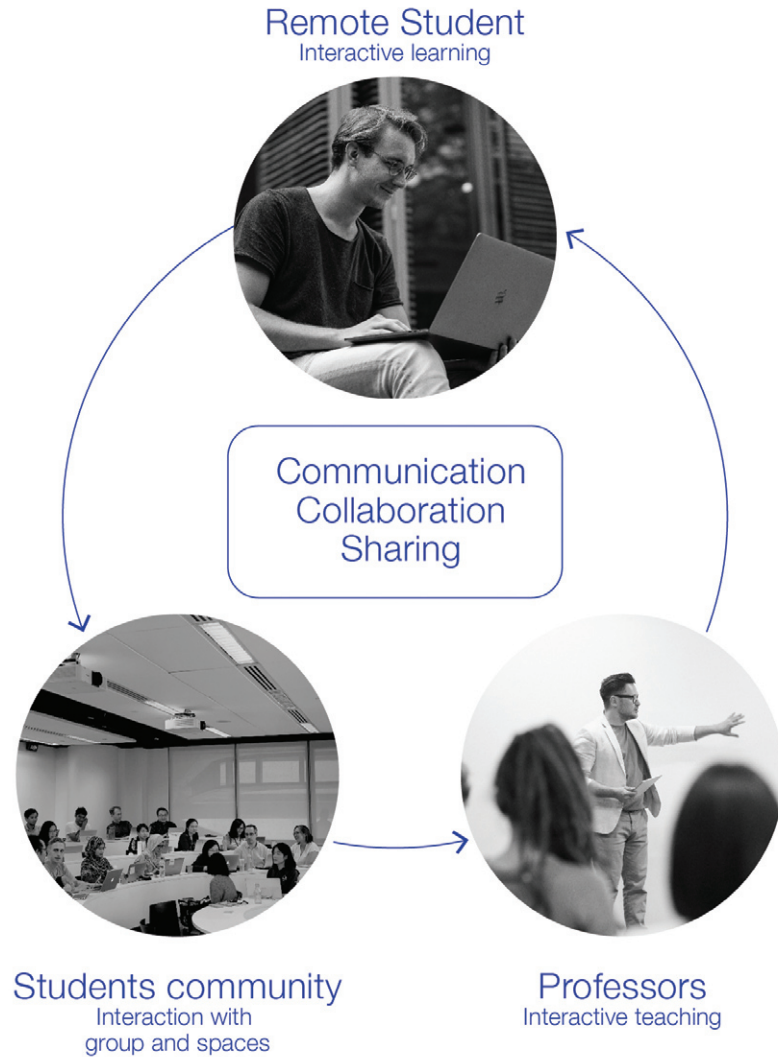 Remote Student
Interactive learning
Communication
Collaboration
Sharing
Students community
Interaction with
group and spaces
Professors
Interactive teaching